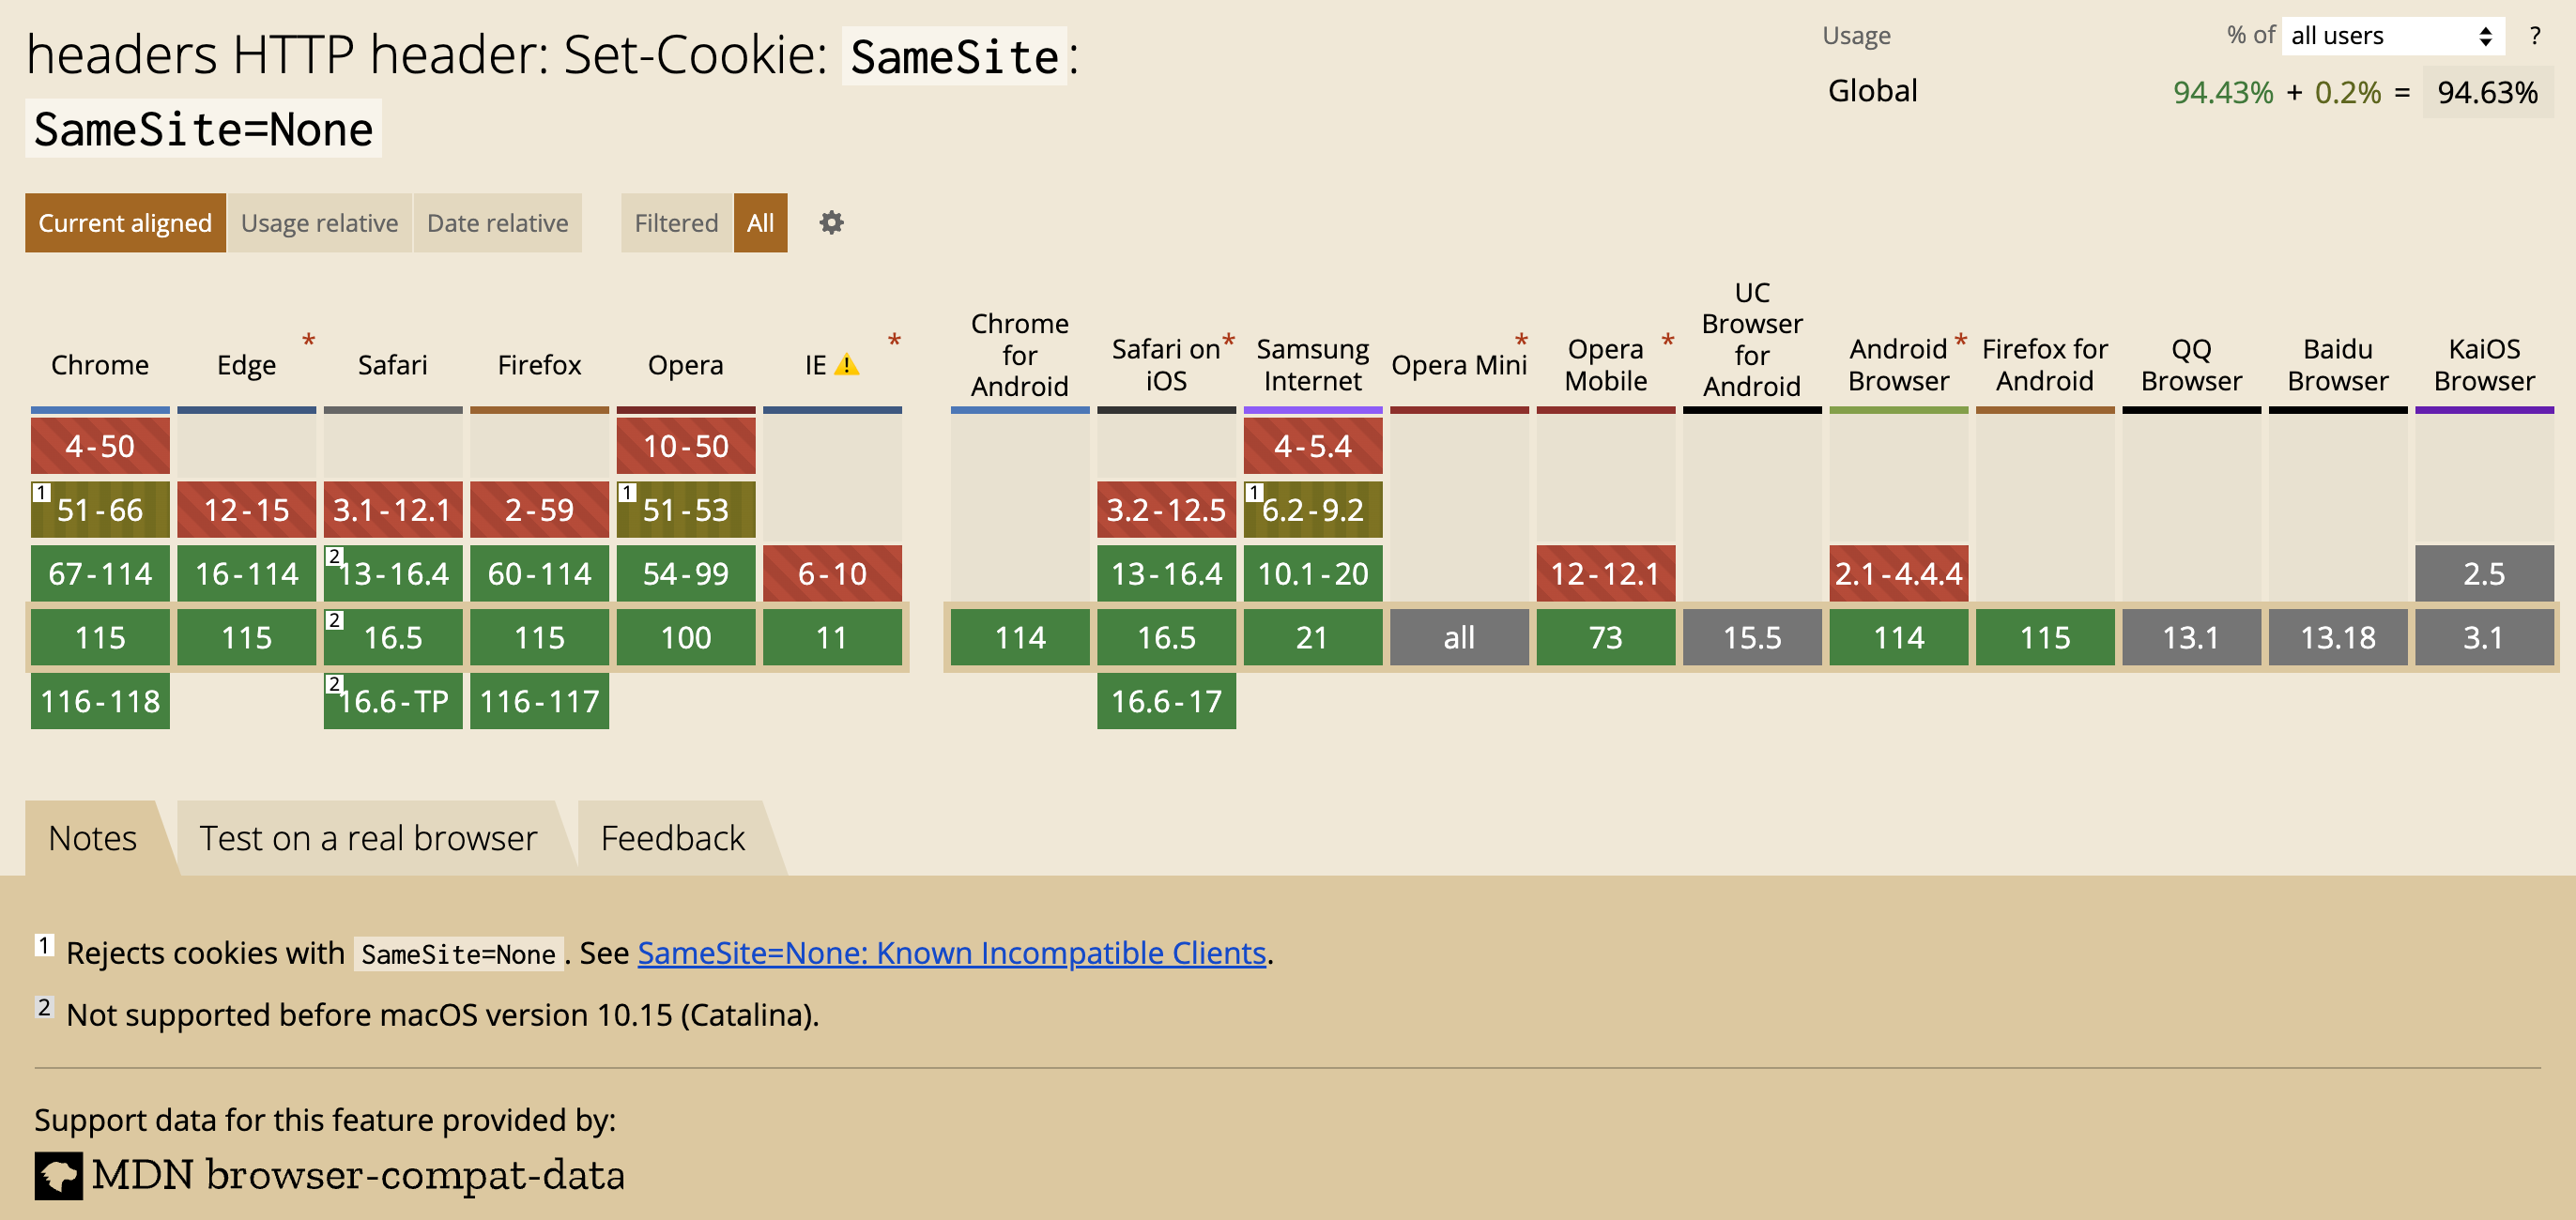 headers HTTP header: Set-Cookie: SameSite:
SameSite=None
Usage % of all users ?
Global 94.43% + 0.2% = 94.63%
Current aligned Usage relative Date relative Filtered All
Chrome Edge * Safari Firefox Opera IE *
Chrome for Android
Safari on iOS *
Samsung Internet
Opera Mini *
Opera Mobile *
UC Browser for Android
Android Browser *
Firefox for Android
QQ Browser
Baidu Browser
KaiOS Browser
4-50 10-50 4-5.4
1 51-66 12-15 3.1-12.1 2-59 1 51-53 3.2-12.5 1 6.2-9.2
67-114 16-114 2 13-16.4 60-114 54-99 6-10 13-16.4 10.1-20 12-12.1 2.1-4.4.4 2.5
115 115 2 16.5 115 100 11 114 16.5 21 all 73 15.5 114 115 13.1 13.18 3.1
116-118 2 16.6-TP 116-117 16.6-17
Notes Test on a real browser Feedback
1 Rejects cookies with SameSite=None. See SameSite=None: Known Incompatible Clients.
2 Not supported before macOS version 10.15 (Catalina).
Support data for this feature provided by:
MDN browser-compat-data